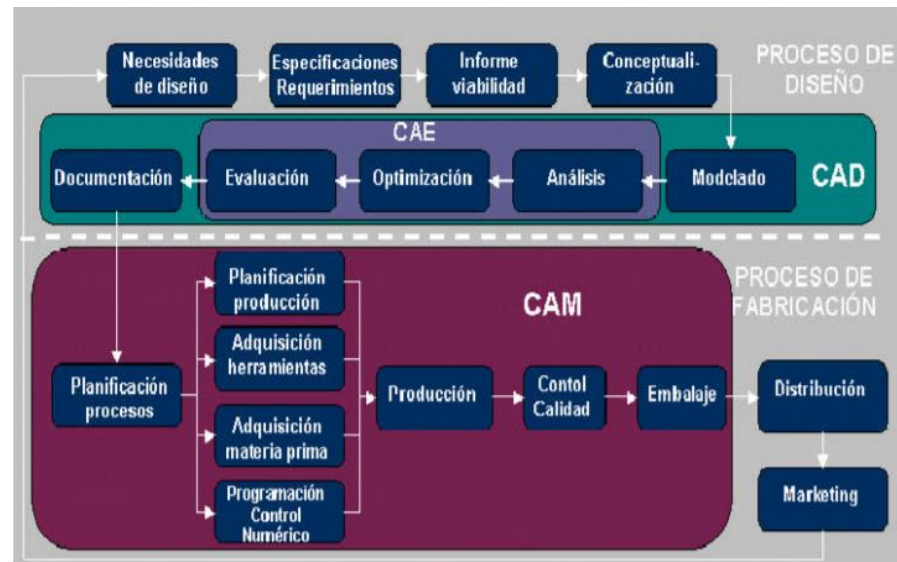 Necesidades
de diseño
Especificaciones
Requerimientos
Informe
viabilidad
Conceptuali-
zación
PROCESO DE
DISEÑO
CAE
Documentación
Evaluación
Optimización
Análisis
Modelado
CAD
Planificación
producción
CAM
PROCESO DE
FABRICACIÓN
Adquisición
herramientas
Planificación
procesos
Producción
Contol
Calidad
Embalaje
Distribución
Adquisición
materia prima
Programación
Control
Numérico
Marketing